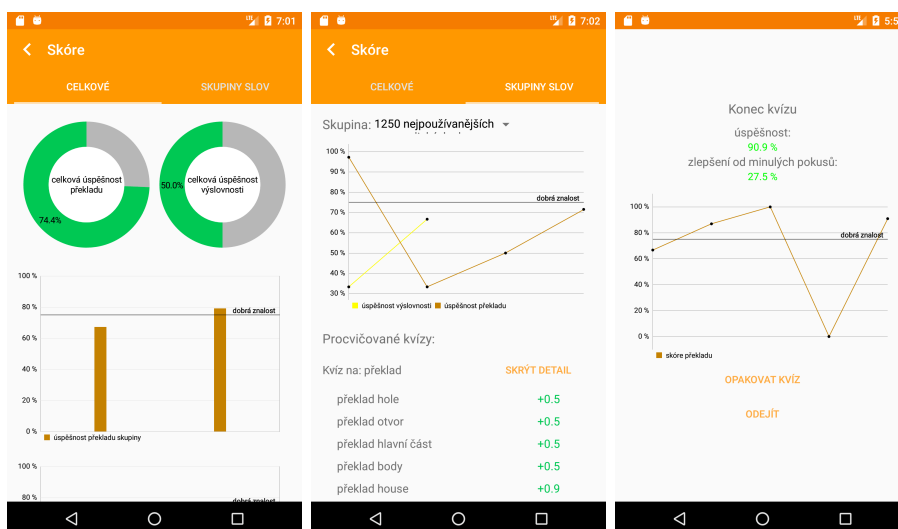 7:01
Skóre
CELKOVÉ
SKUPINY SLOV
celková úspěšnost
překladu
74.4%
celková úspěšnost
výslovnosti
50.0%
100 %
80 %
60 %
40 %
20 %
0 %
dobrá znalost
úspěšnost překladu skupiny
100 %
80 %
dobrá znalost
7:02
Skóre
CELKOVÉ
SKUPINY SLOV
Skupina: 1250 nejpoužívanějších
100 %
90 %
80 %
70 %
60 %
50 %
40 %
30 %
dobrá znalost
úspěšnost výslovnosti
úspěšnost překladu
Procvičované kvízy:
Kvíz na: překlad
SKRÝT DETAIL
překlad hole +0.5
překlad otvor +0.5
překlad hlavní část +0.5
překlad body +0.5
překlad house +0.9
Konec kvízu
úspěšnost:
90.9 %
zlepšení od minulých pokusů:
27.5 %
100 %
80 %
60 %
40 %
20 %
0 %
dobrá znalost
skóre překladu
OPAKOVAT KVÍZ
ODEJÍT